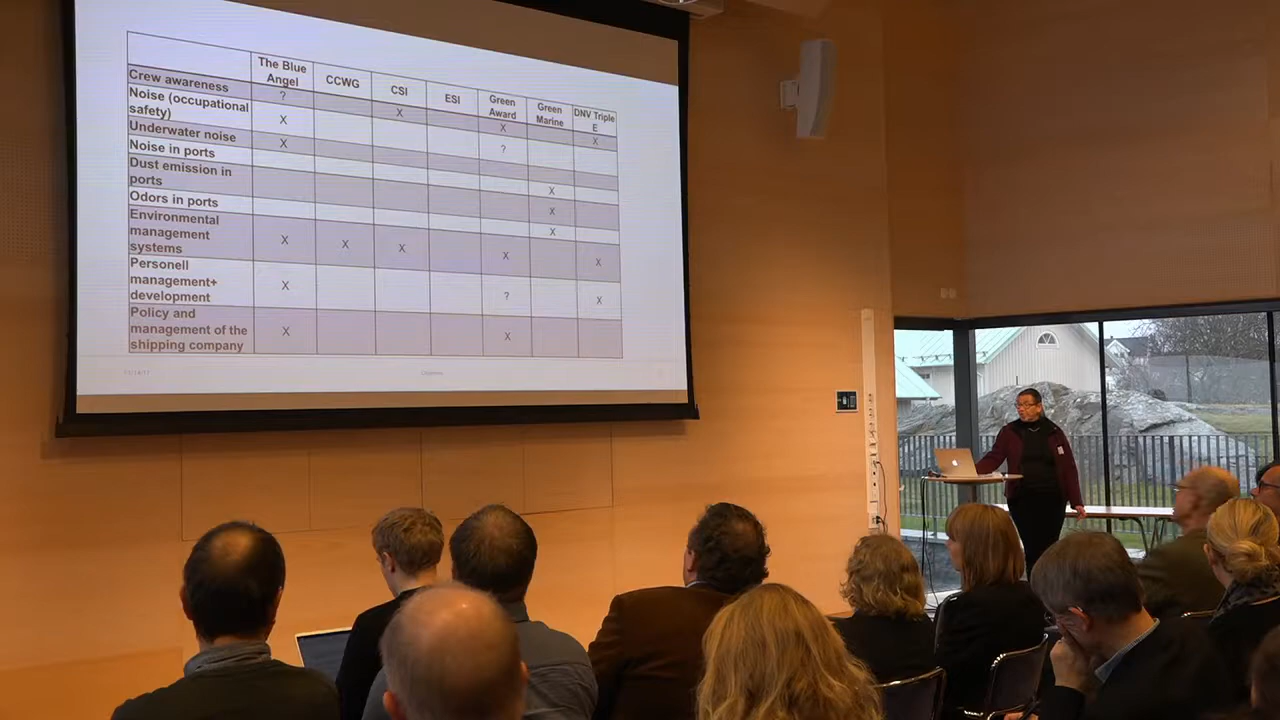 The Blue Angel CCWG CSI ESI Green Award Green Marine DNV Triple E
Crew awareness ? X X X
Noise (occupational safety) X ?
Underwater noise X
Noise in ports X
Dust emission in ports X
Odors in ports X
Environmental management systems X X X X X
Personell management+ development X ? X
Policy and management of the shipping company X X